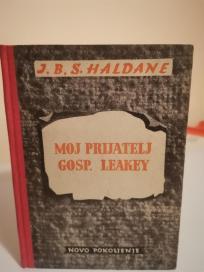 J. B. S. HALDANE
MOJ PRIJATELJ
GOSP. LEAKEY
NOVO POKOLJENJE